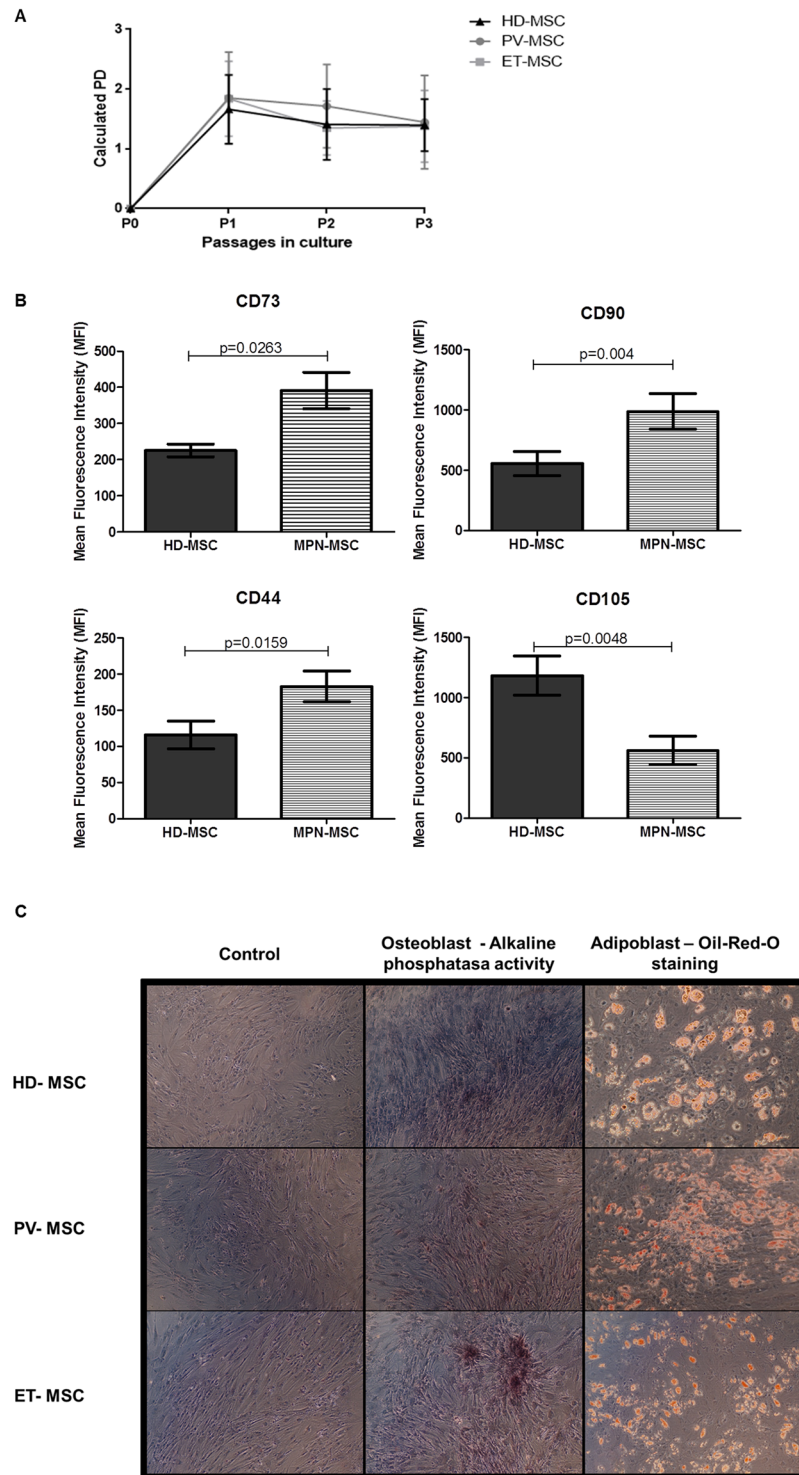 A
HD-MSC
PV-MSC
ET-MSC
Calculated PD
3
2
1
0
P0
P1
P2
P3
Passages in culture
B
CD73
Mean Fluorescence Intensity (MFI)
500
400
300
200
100
0
p=0.0263
HD-MSC
MPN-MSC
CD90
Mean Fluorescence Intensity (MFI)
1500
1000
500
0
p=0.004
HD-MSC
MPN-MSC
CD44
Mean Fluorescence Intensity (MFI)
250
200
150
100
50
0
p=0.0159
HD-MSC
MPN-MSC
CD105
Mean Fluorescence Intensity (MFI)
1500
1000
500
0
p=0.0048
HD-MSC
MPN-MSC
C
Control
Osteoblast - Alkaline
phosphatasa activity
Adipoblast – Oil-Red-O
staining
HD- MSC
PV- MSC
ET- MSC